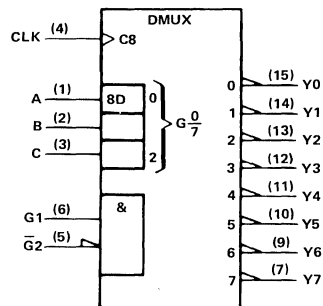 DMUX
CLK (4) C8
A (1) 8D 0
B (2)
C (3) 2
G 0/7
G1 (6) &
G̅2 (5)
0 (15) Y0
1 (14) Y1
2 (13) Y2
3 (12) Y3
4 (11) Y4
5 (10) Y5
6 (9) Y6
7 (7) Y7